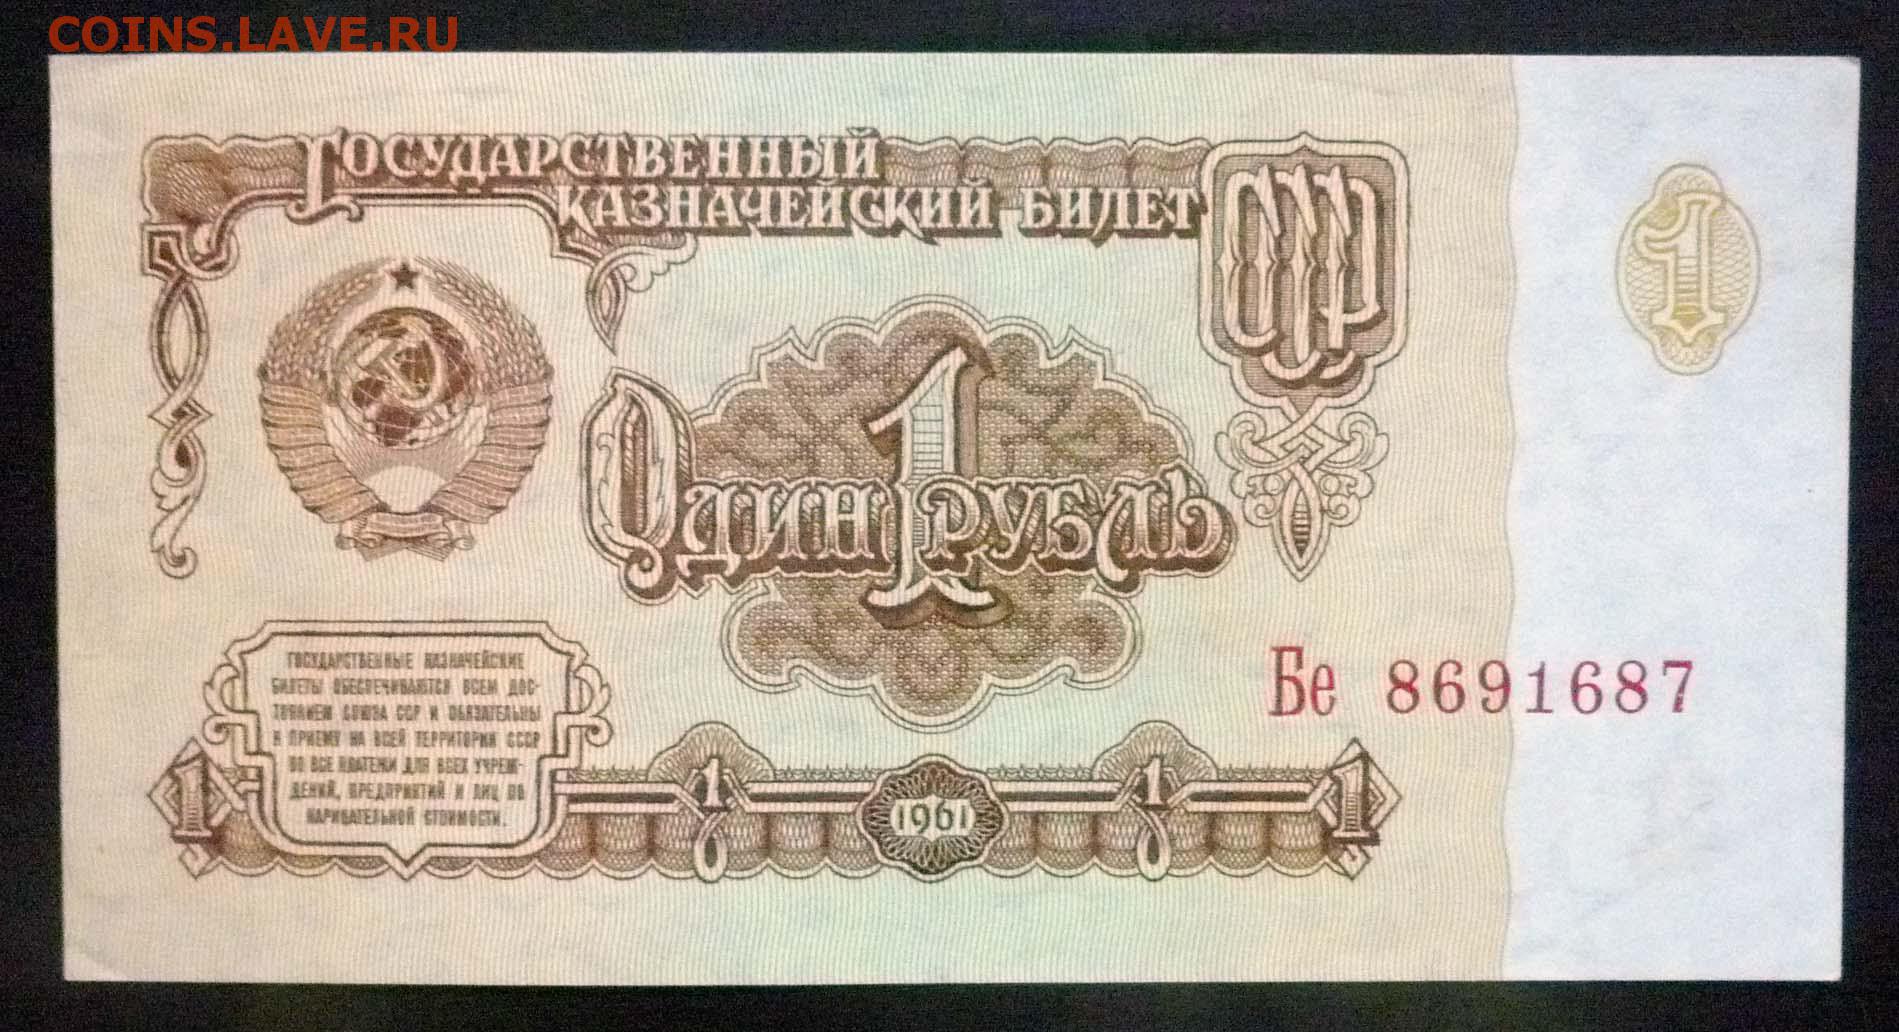 COINS.LAVE.RU
ГОСУДАРСТВЕННЫЙ
КАЗНАЧЕЙСКИЙ БИЛЕТ
СССР
1
1
ОДИН РУБЛЬ
ГОСУДАРСТВЕННЫЕ КАЗНАЧЕЙСКИЕ
БИЛЕТЫ ОБЕСПЕЧИВАЮТСЯ ВСЕМ ДОС-
ТОЯНИЕМ СОЮЗА ССР И ОБЯЗАТЕЛЬНЫ
К ПРИЕМУ НА ВСЕЙ ТЕРРИТОРИИ СССР
ВО ВСЕ ПЛАТЕЖИ ДЛЯ ВСЕХ УЧРЕЖ-
ДЕНИЙ, ПРЕДПРИЯТИЙ И ЛИЦ ПО
НАРИЦАТЕЛЬНОЙ СТОИМОСТИ.
Бе 8691687
1 1 1961 1 1